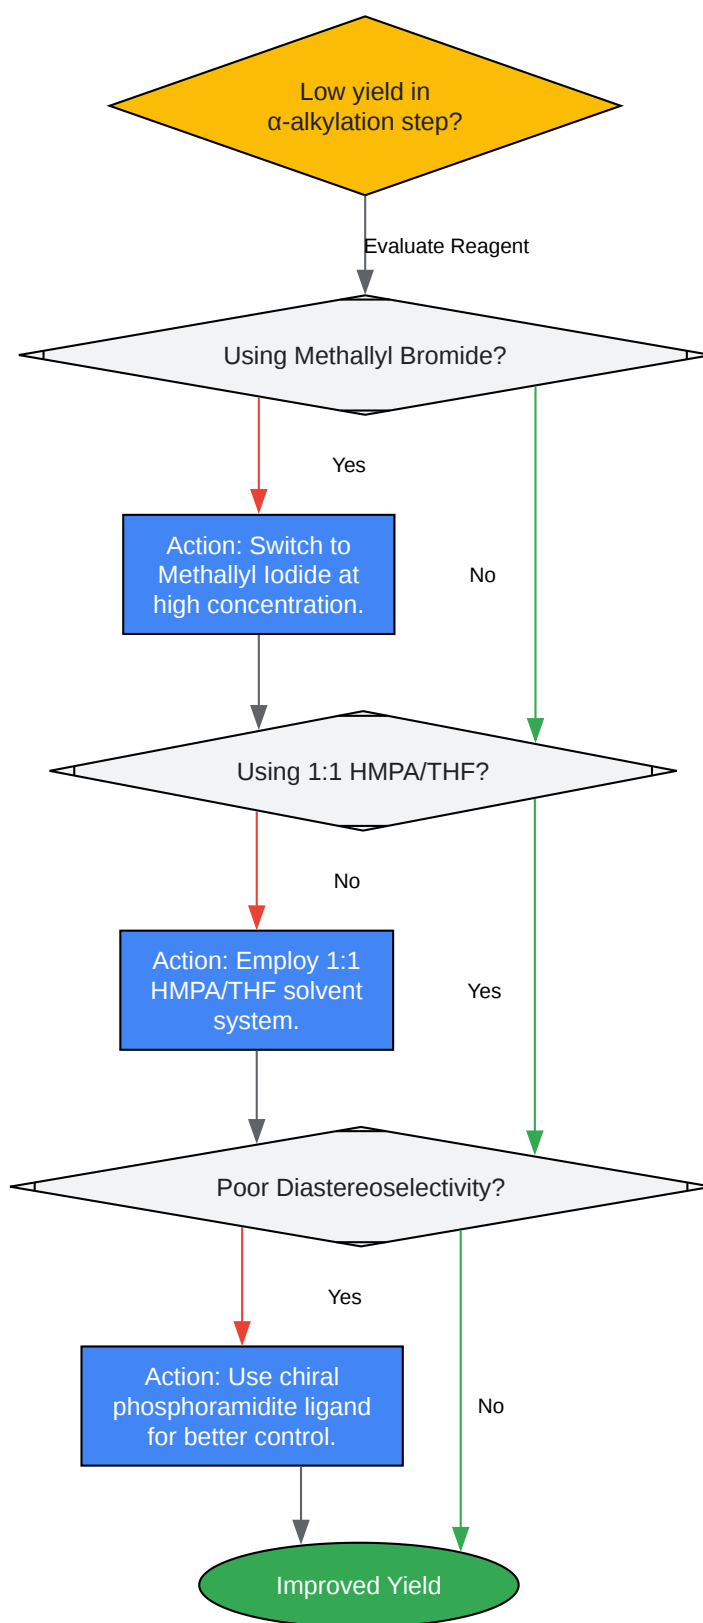 Low yield in
α-alkylation step?
Evaluate Reagent
Using Methallyl Bromide?
Yes
Action: Switch to
Methallyl Iodide at
high concentration.
No
Using 1:1 HMPA/THF?
No
Action: Employ 1:1
HMPA/THF solvent
system.
Yes
Poor Diastereoselectivity?
Yes
Action: Use chiral
phosphoramidite ligand
for better control.
No
Improved Yield